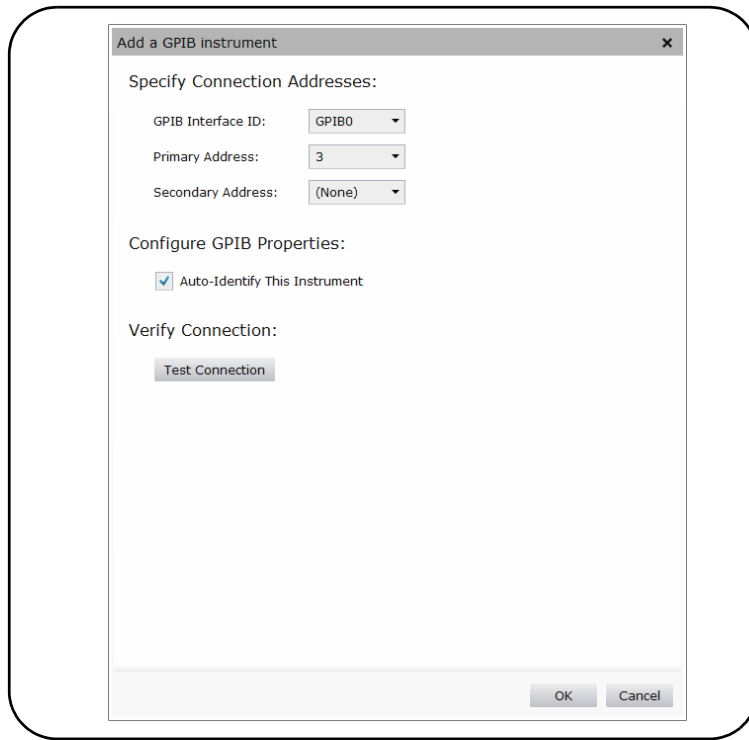 Add a GPIB instrument
Specify Connection Addresses:
GPIB Interface ID: GPIB0
Primary Address: 3
Secondary Address: (None)
Configure GPIB Properties:
Auto-Identify This Instrument
Verify Connection:
Test Connection
OK Cancel